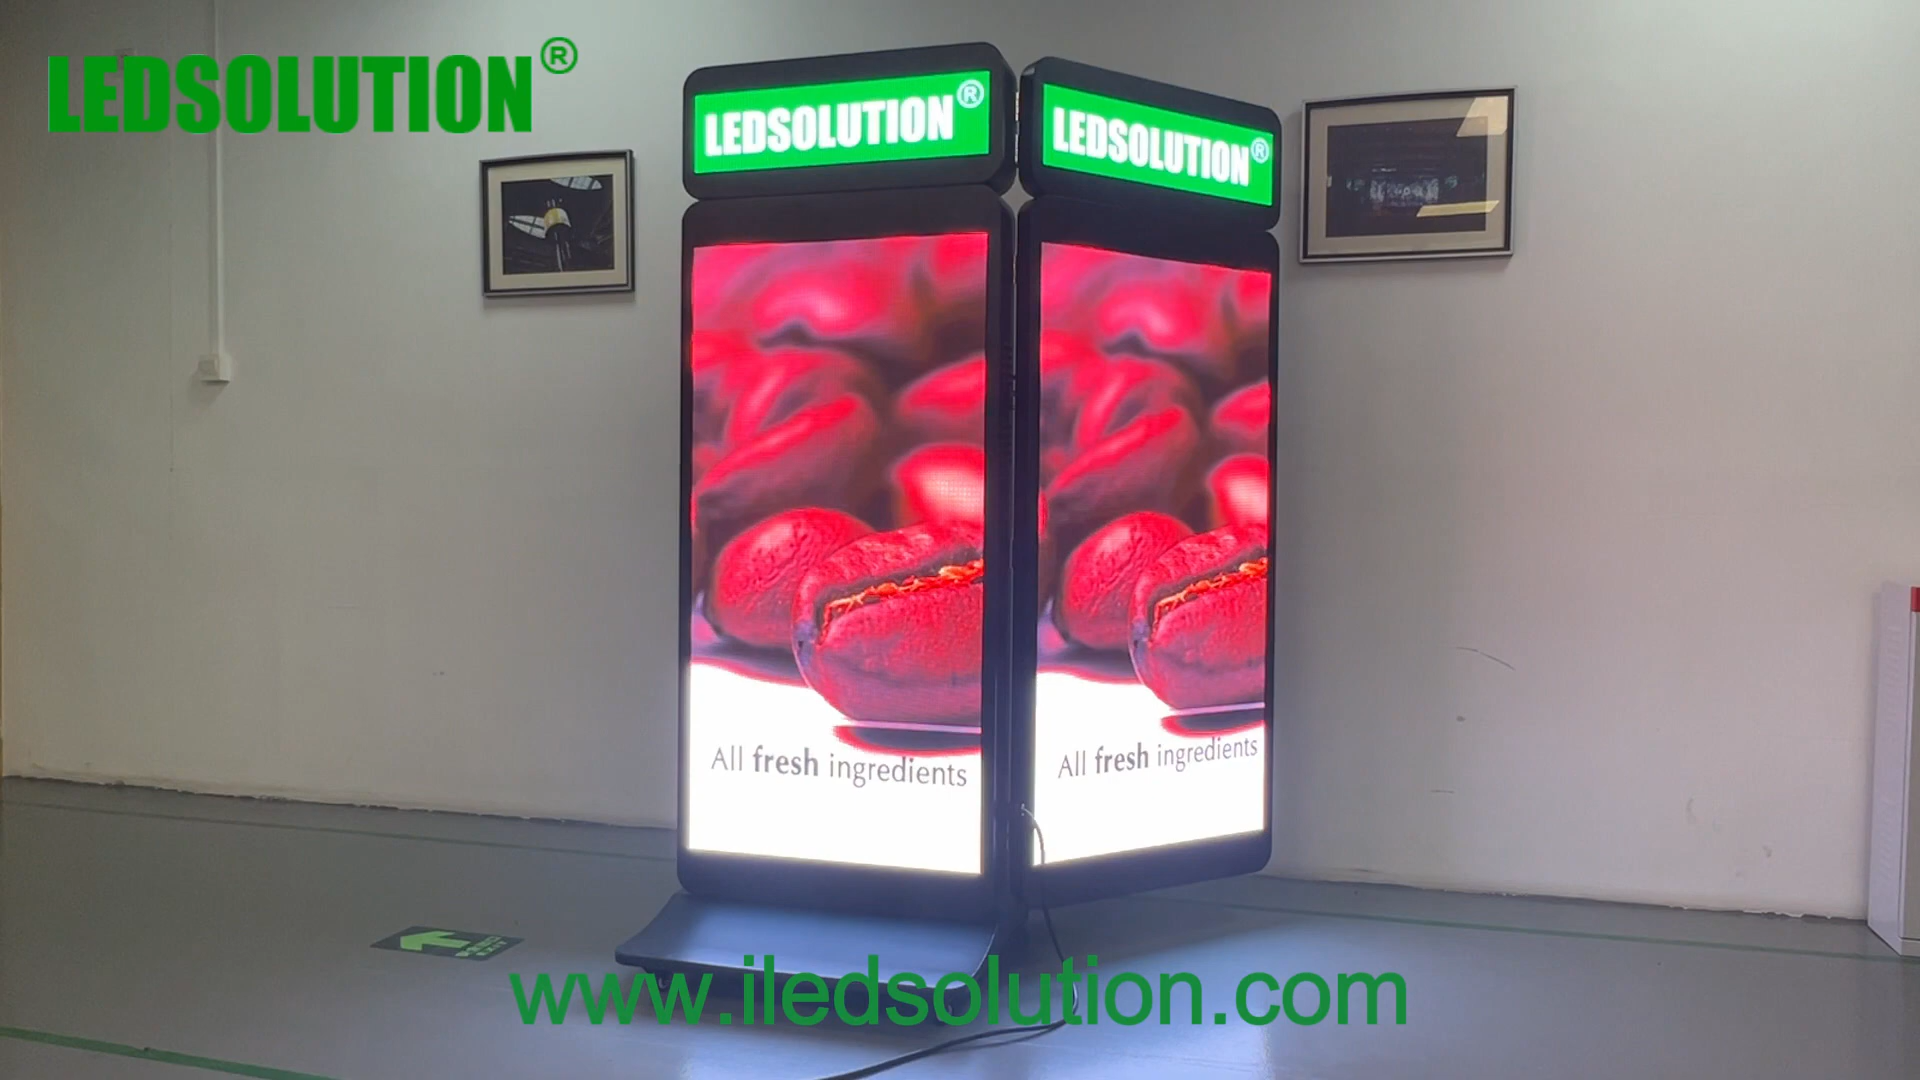 LEDSOLUTION®
LEDSOLUTION®
LEDSOLUTION®
All fresh ingredients
All fresh ingredients
www.iledsolution.com